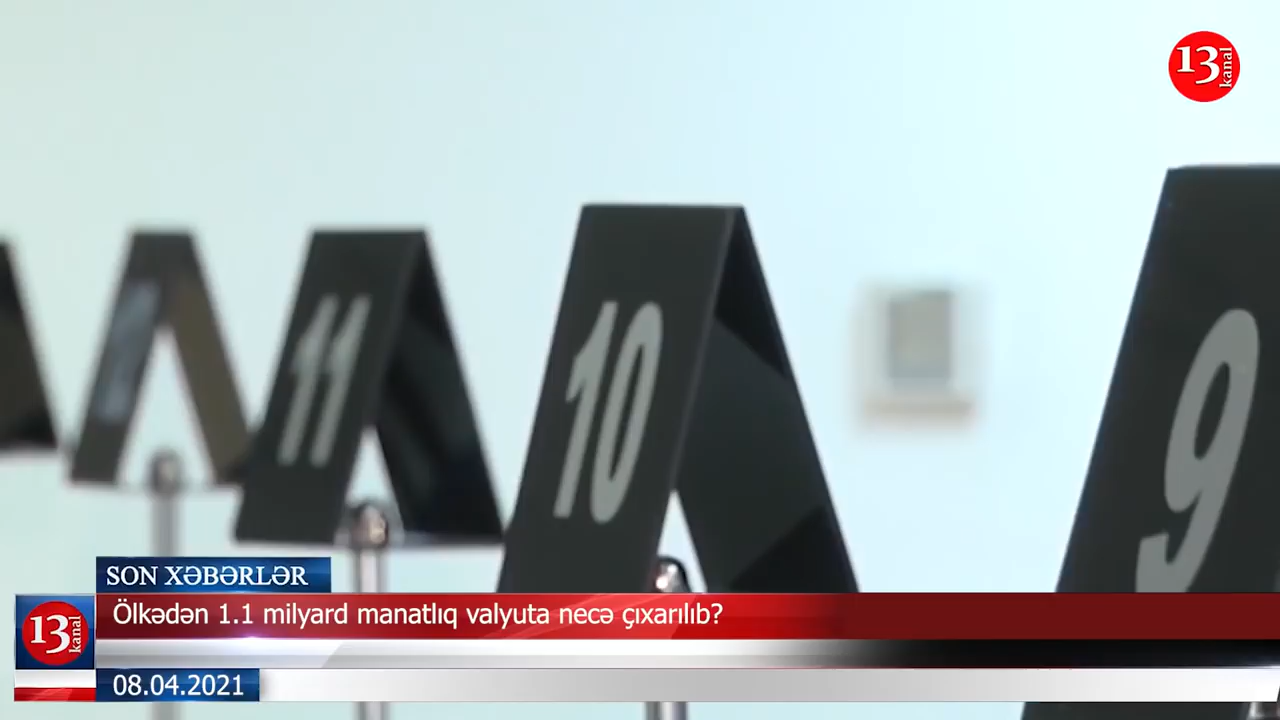 13 kanal
11
10
9
SON XƏBƏRLƏR
Ölkədən 1.1 milyard manatlıq valyuta necə çıxarılıb?
13 kanal
08.04.2021